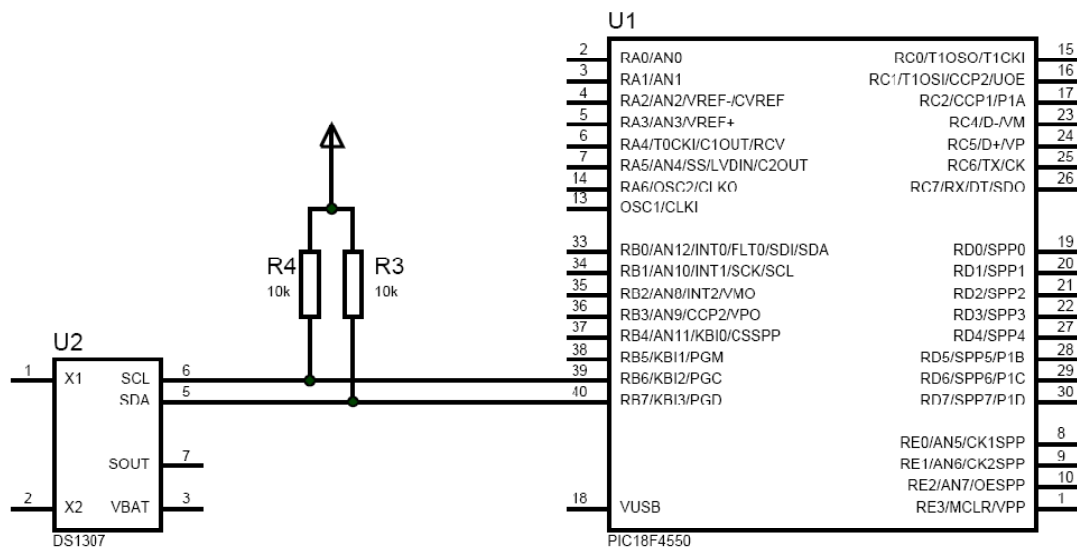 U1
2 RA0/AN0 RC0/T1OSO/T1CKI 15
3 RA1/AN1 RC1/T1OSI/CCP2/UOE 16
4 RA2/AN2/VREF-/CVREF RC2/CCP1/P1A 17
5 RA3/AN3/VREF+ RC4/D-/VM 23
6 RA4/T0CKI/C1OUT/RCV RC5/D+/VP 24
7 RA5/AN4/SS/LVDIN/C2OUT RC6/TX/CK 25
14 RA6/OSC2/CLKO RC7/RX/DT/SDO 26
13 OSC1/CLKI
33 RB0/AN12/INT0/FLT0/SDI/SDA RD0/SPP0 19
34 RB1/AN10/INT1/SCK/SCL RD1/SPP1 20
35 RB2/AN8/INT2/VMO RD2/SPP2 21
36 RB3/AN9/CCP2/VPO RD3/SPP3 22
37 RB4/AN11/KBI0/CSSPP RD4/SPP4 27
38 RB5/KBI1/PGM RD5/SPP5/P1B 28
39 RB6/KBI2/PGC RD6/SPP6/P1C 29
40 RB7/KBI3/PGD RD7/SPP7/P1D 30
RE0/AN5/CK1SPP 8
RE1/AN6/CK2SPP 9
RE2/AN7/OESPP 10
18 VUSB RE3/MCLR/VPP 1
PIC18F4550
R4 R3
10k 10k
U2
1 X1 SCL 6
SDA 5
SOUT 7
2 X2 VBAT 3
DS1307